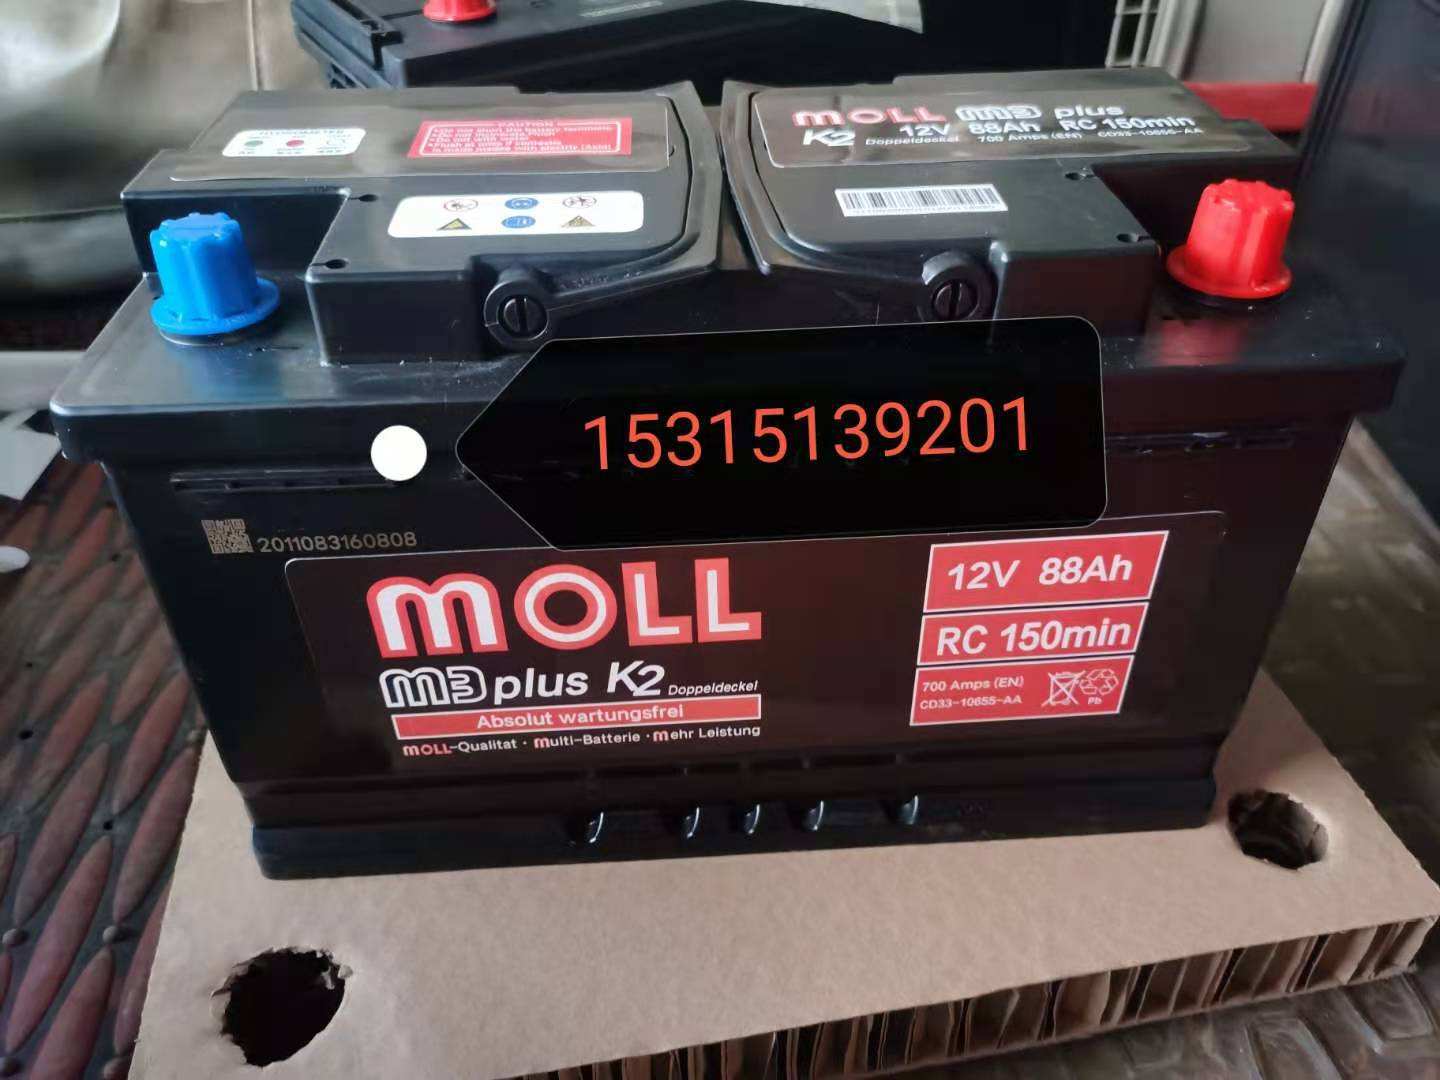 HYDROMETER
CAUTION
MOLL M3 plus
K2 12V 88Ah RC 150min
Doppeldeckel 700 Amps (EN) CD33-10655-AA
15315139201
2011083160808
MOLL
M3 plus K2 Doppeldeckel
Absolut wartungsfrei
MOLL-Qualitat · Multi-Batterie · Mehr Leistung
12V 88Ah
RC 150min
700 Amps (EN)
CD33-10655-AA
Pb